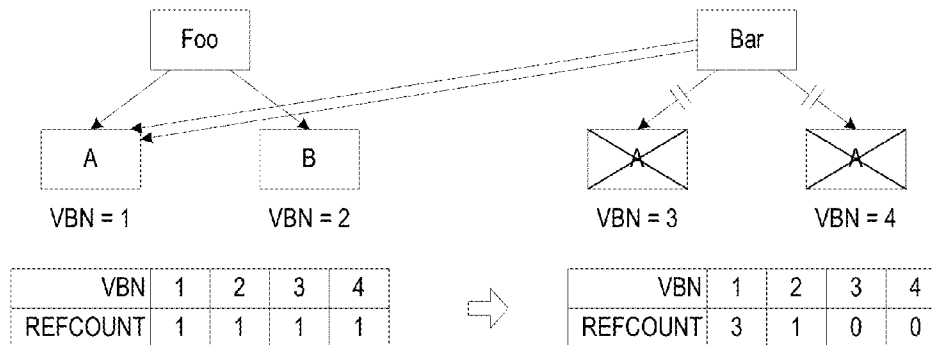 Foo Bar
A B A A
VBN = 1 VBN = 2 VBN = 3 VBN = 4
VBN 1 2 3 4 VBN 1 2 3 4
REFCOUNT 1 1 1 1 REFCOUNT 3 1 0 0